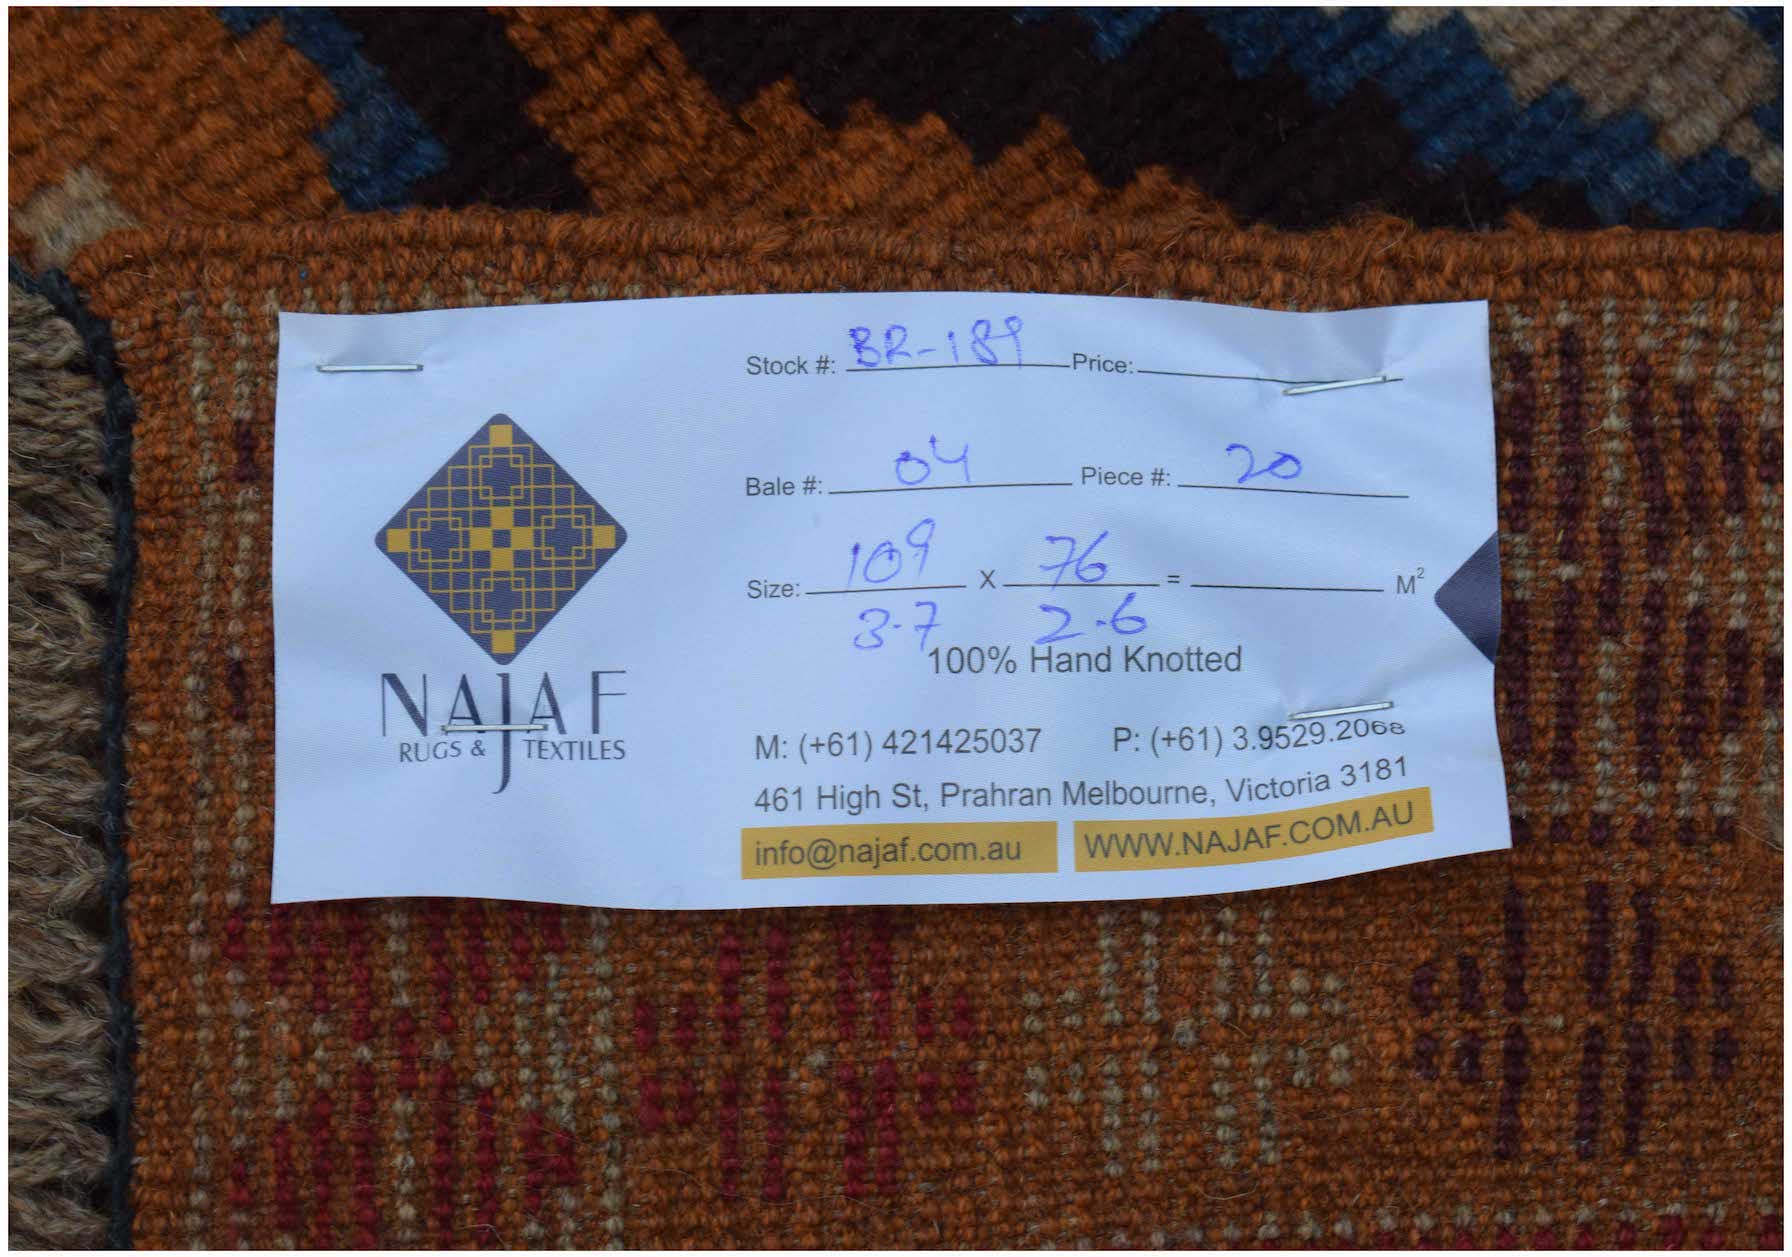 Stock #: BR-189 Price:
Bale #: 04 Piece #: 20
Size: 109 X 76 = M²
3.7 2.6
100% Hand Knotted
NAJAF
RUGS & TEXTILES
M: (+61) 421425037 P: (+61) 3.9529.2068
461 High St, Prahran Melbourne, Victoria 3181
info@najaf.com.au WWW.NAJAF.COM.AU